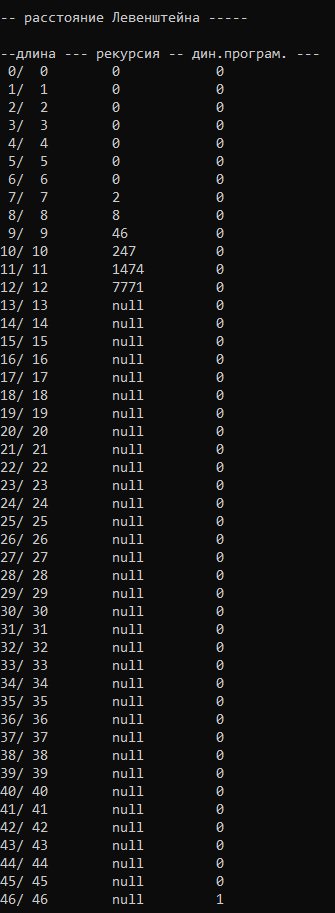 -- расстояние Левенштейна -----
--длина --- рекурсия -- дин.програм. ---
0/ 0 0 0
1/ 1 0 0
2/ 2 0 0
3/ 3 0 0
4/ 4 0 0
5/ 5 0 0
6/ 6 0 0
7/ 7 2 0
8/ 8 8 0
9/ 9 46 0
10/ 10 247 0
11/ 11 1474 0
12/ 12 7771 0
13/ 13 null 0
14/ 14 null 0
15/ 15 null 0
16/ 16 null 0
17/ 17 null 0
18/ 18 null 0
19/ 19 null 0
20/ 20 null 0
21/ 21 null 0
22/ 22 null 0
23/ 23 null 0
24/ 24 null 0
25/ 25 null 0
26/ 26 null 0
27/ 27 null 0
28/ 28 null 0
29/ 29 null 0
30/ 30 null 0
31/ 31 null 0
32/ 32 null 0
33/ 33 null 0
34/ 34 null 0
35/ 35 null 0
36/ 36 null 0
37/ 37 null 0
38/ 38 null 0
39/ 39 null 0
40/ 40 null 0
41/ 41 null 0
42/ 42 null 0
43/ 43 null 0
44/ 44 null 0
45/ 45 null 0
46/ 46 null 1